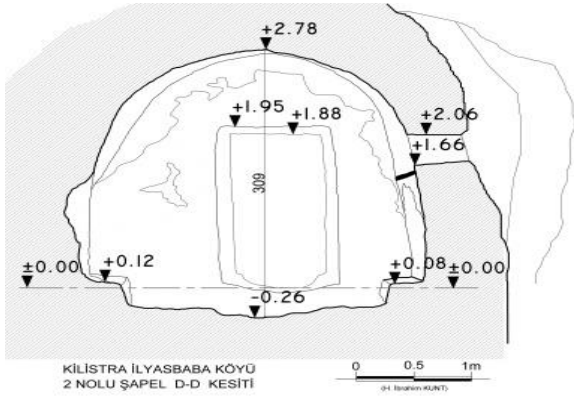 +2.78
+1.95 +1.88
+2.06
+1.66
309
±0.00 +0.12 +0.08 ±0.00
-0.26
KİLİSTRA İLYASBABA KÖYÜ
2 NOLU ŞAPEL D-D KESİTİ
0 0.5 1m
(H. İbrahim KUNT)